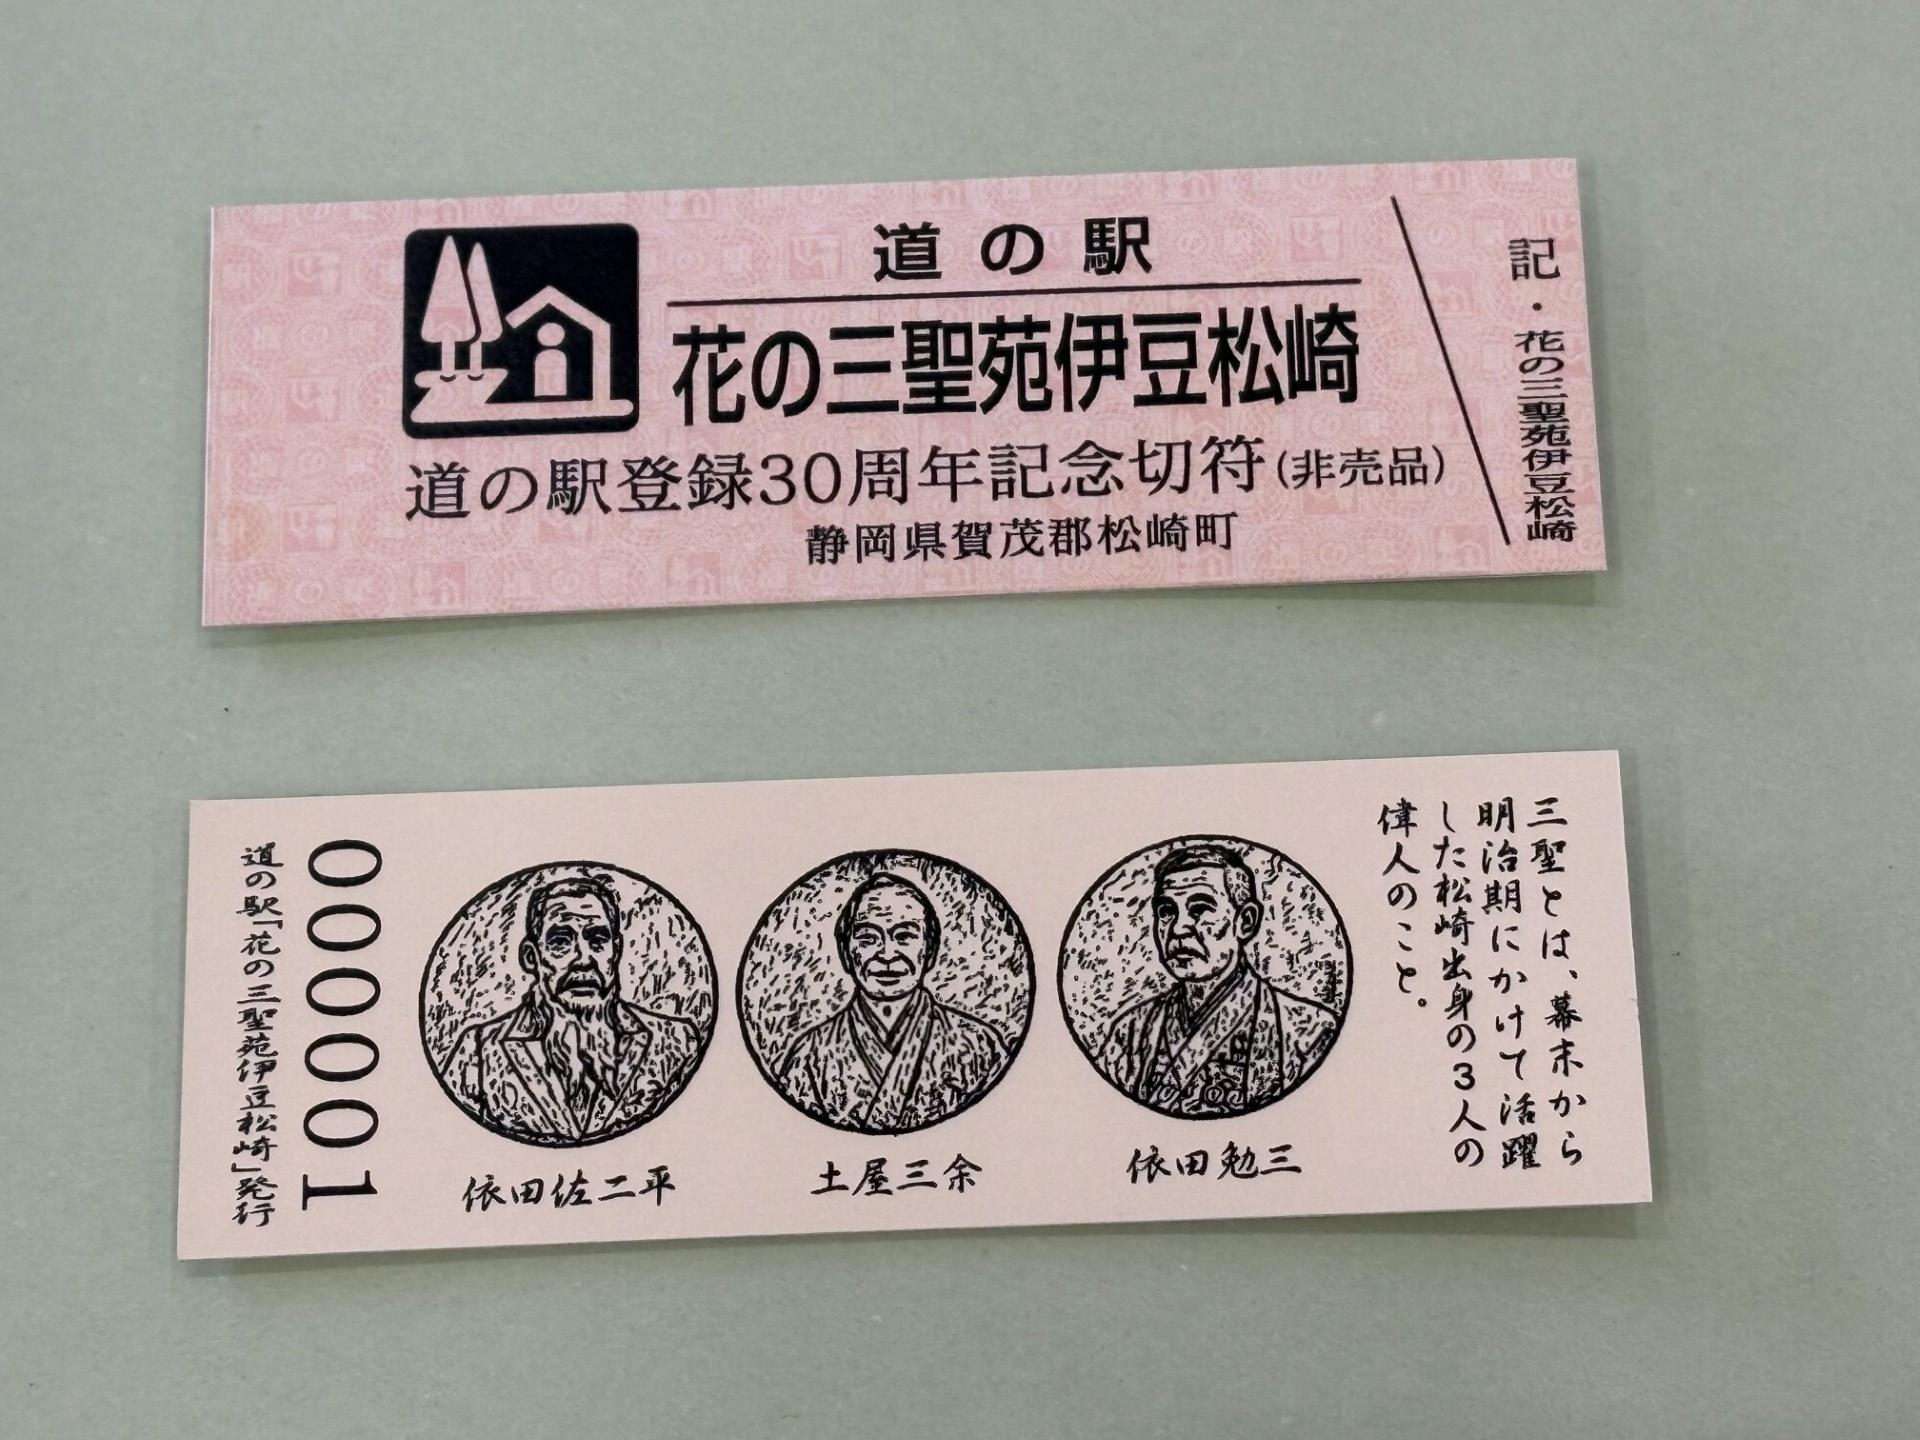 道の駅
花の三聖苑伊豆松崎
道の駅登録30周年記念切符(非売品)
静岡県賀茂郡松崎町
記・花の三聖苑伊豆松崎
三聖とは、幕末から
明治期にかけて活躍
した松崎出身の3人の
偉人のこと。
依田勉三
土屋三余
依田佐二平
000001
道の駅「花の三聖苑伊豆松崎」発行